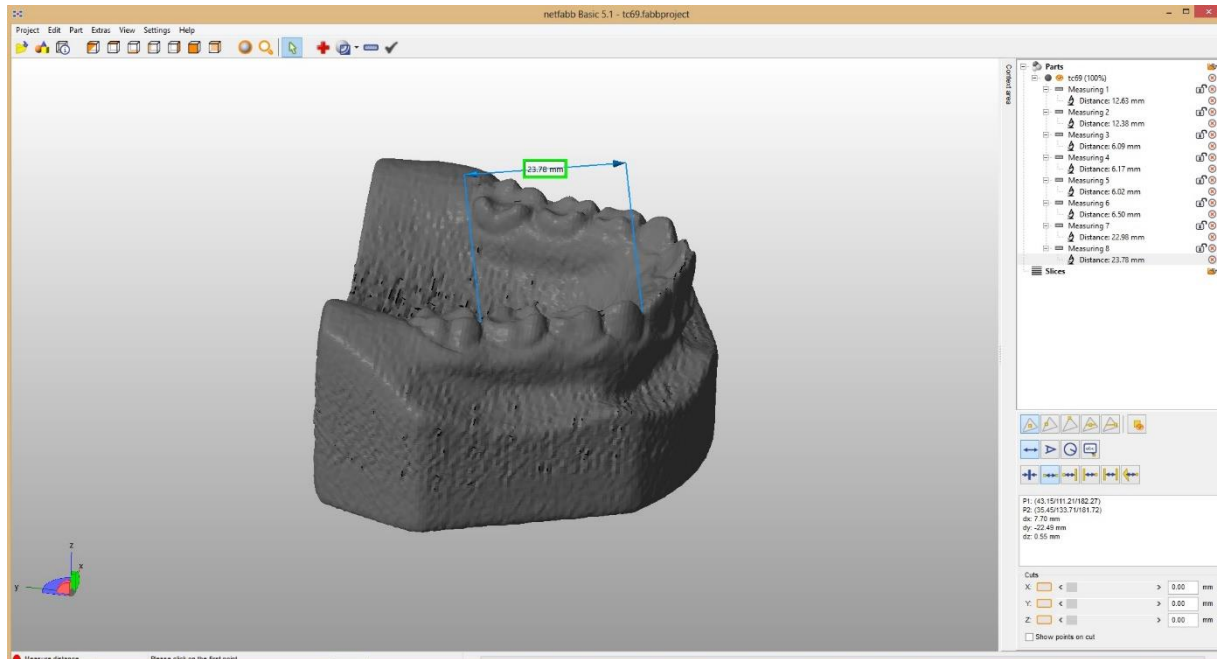 netfabb Basic 5.1 - tc69.fabbproject
Project Edit Part Extras View Settings Help
Context area
Parts
tc69 (100%)
Measuring 1
Distance: 12.63 mm
Measuring 2
Distance: 12.38 mm
Measuring 3
Distance: 6.09 mm
Measuring 4
Distance: 6.17 mm
Measuring 5
Distance: 6.02 mm
Measuring 6
Distance: 6.50 mm
Measuring 7
Distance: 22.98 mm
Measuring 8
Distance: 23.78 mm
Slices
23.78 mm
P1: (43.15/111.21/182.27)
P2: (35.45/133.71/181.72)
dx: 7.70 mm
dy: -22.49 mm
dz: 0.55 mm
Cuts
X: < > 0.00 mm
Y: < > 0.00 mm
Z: < > 0.00 mm
Show points on cut
z
x
y
Measure distance Please click on the first point